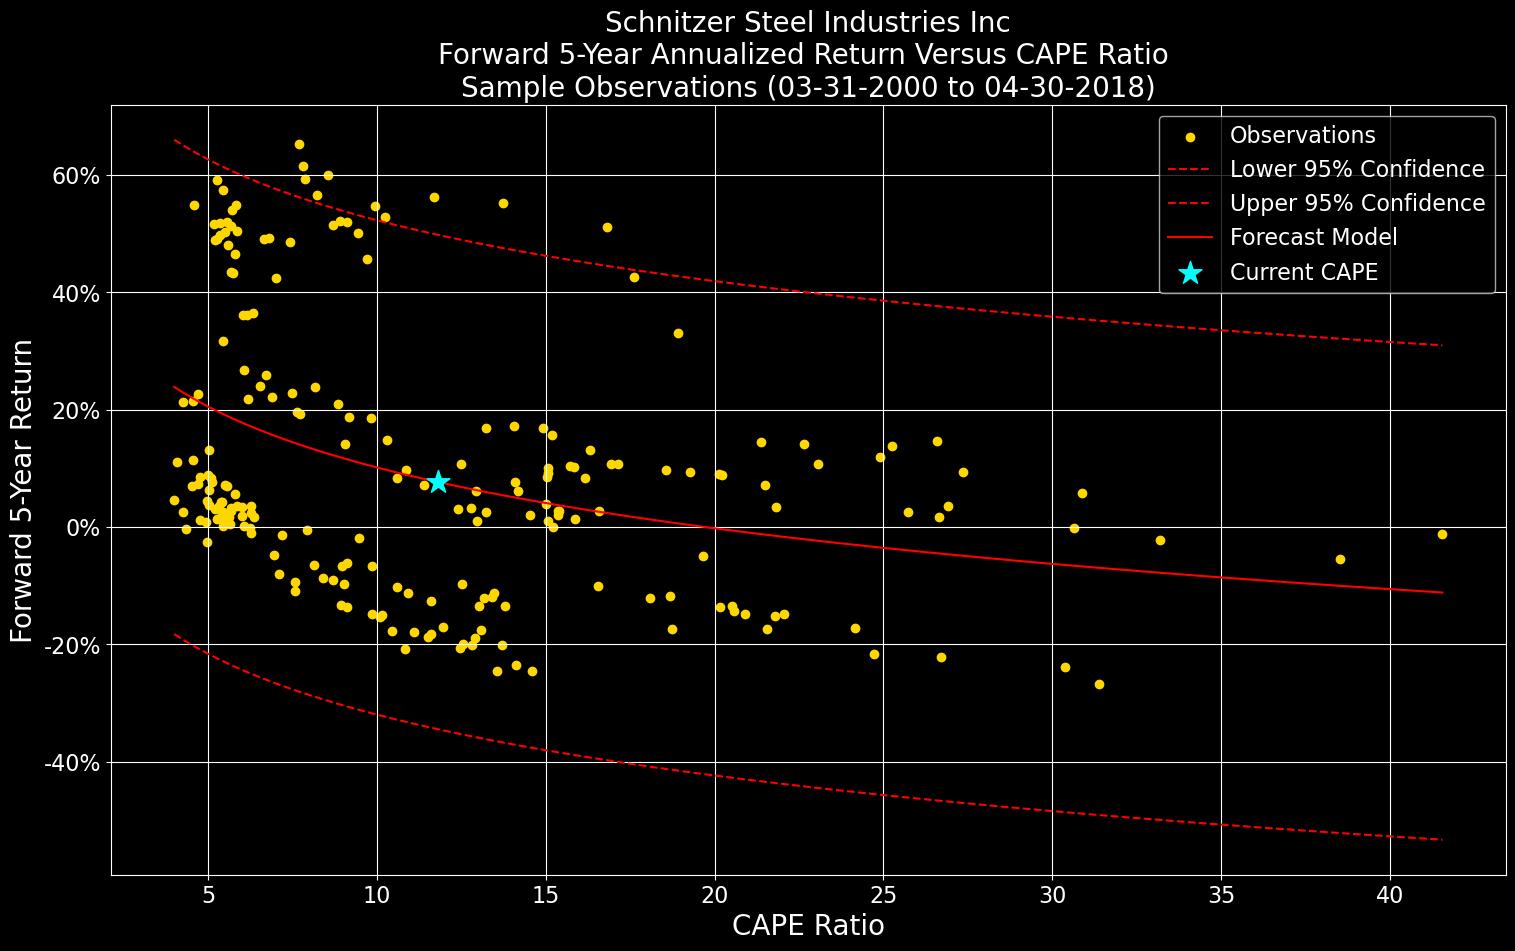 Schnitzer Steel Industries Inc
Forward 5-Year Annualized Return Versus CAPE Ratio
Sample Observations (03-31-2000 to 04-30-2018)
Observations
Lower 95% Confidence
Upper 95% Confidence
Forecast Model
Current CAPE
Forward 5-Year Return
60%
40%
20%
0%
-20%
-40%
5 10 15 20 25 30 35 40
CAPE Ratio